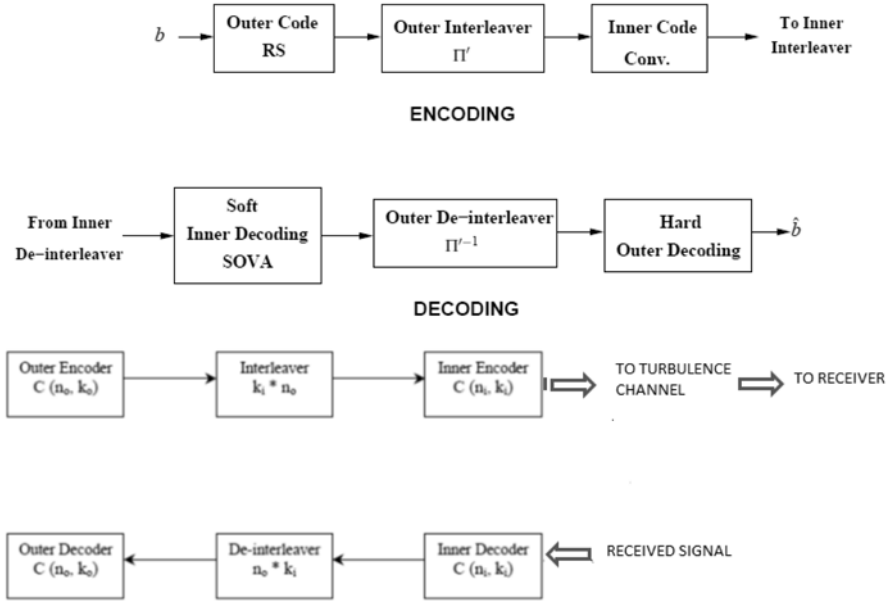 b
Outer Code
RS
Outer Interleaver
Π′
Inner Code
Conv.
To Inner
Interleaver
ENCODING
From Inner
De−interleaver
Soft
Inner Decoding
SOVA
Outer De−interleaver
Π′⁻¹
Hard
Outer Decoding
b̂
DECODING
Outer Encoder
C (nₒ, kₒ)
Interleaver
kᵢ * nₒ
Inner Encoder
C (nᵢ, kᵢ)
TO TURBULENCE
CHANNEL
TO RECEIVER
Outer Decoder
C (nₒ, kₒ)
De-interleaver
nₒ * kᵢ
Inner Decoder
C (nᵢ, kᵢ)
RECEIVED SIGNAL